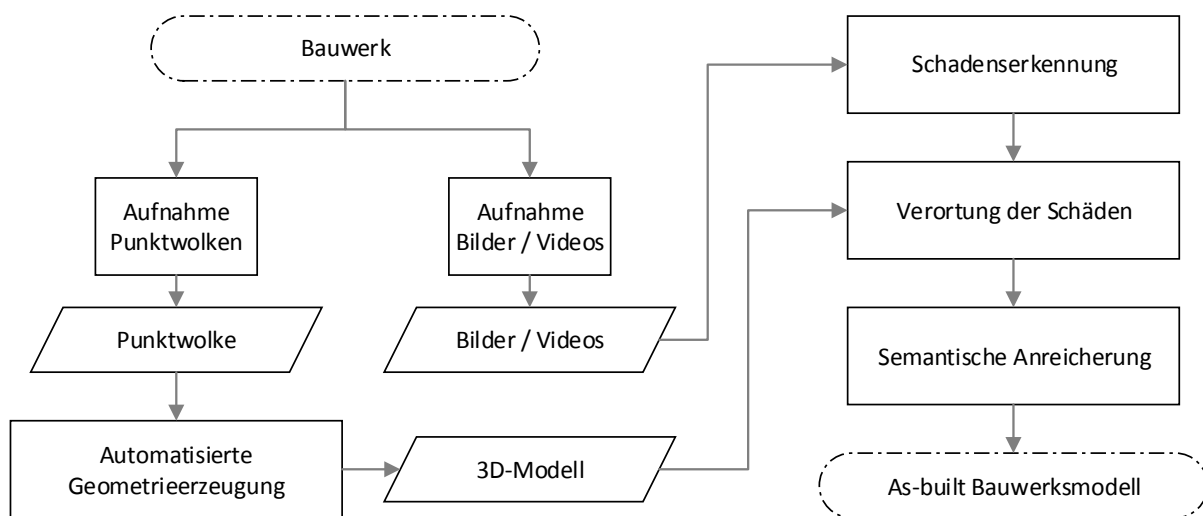 Bauwerk
Aufnahme
Punktwolken
Aufnahme
Bilder / Videos
Punktwolke
Bilder / Videos
Automatisierte
Geometrieerzeugung
3D-Modell
Schadenserkennung
Verortung der Schäden
Semantische Anreicherung
As-built Bauwerksmodell